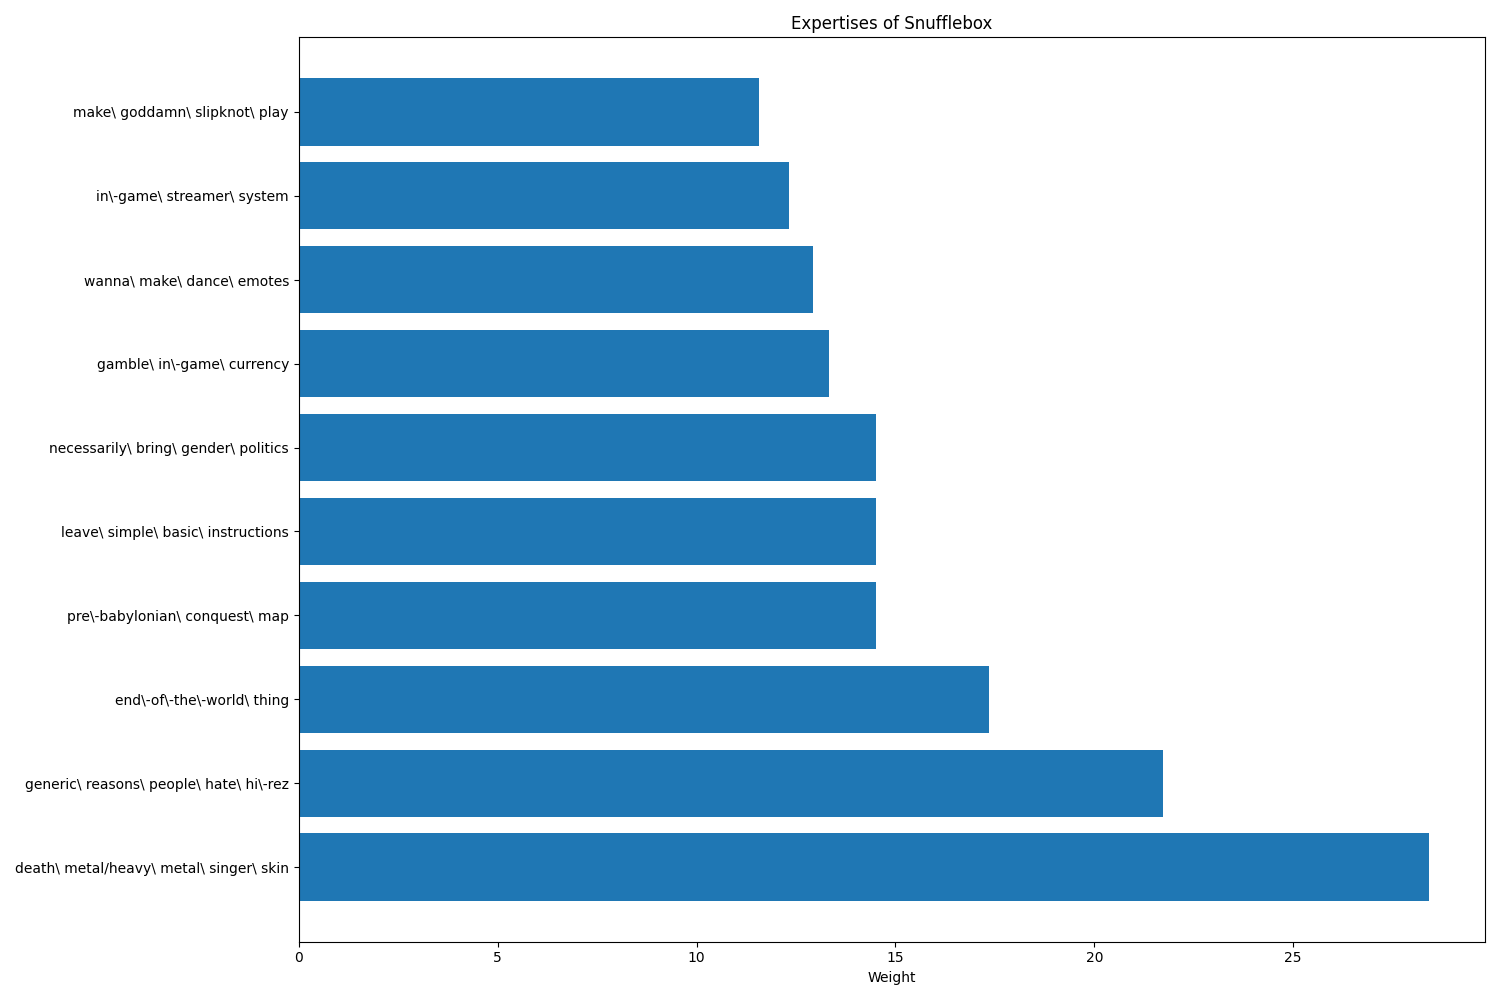 Expertises of Snufflebox
make\ goddamn\ slipknot\ play
in\-game\ streamer\ system
wanna\ make\ dance\ emotes
gamble\ in\-game\ currency
necessarily\ bring\ gender\ politics
leave\ simple\ basic\ instructions
pre\-babylonian\ conquest\ map
end\-of\-the\-world\ thing
generic\ reasons\ people\ hate\ hi\-rez
death\ metal/heavy\ metal\ singer\ skin
0 5 10 15 20 25
Weight